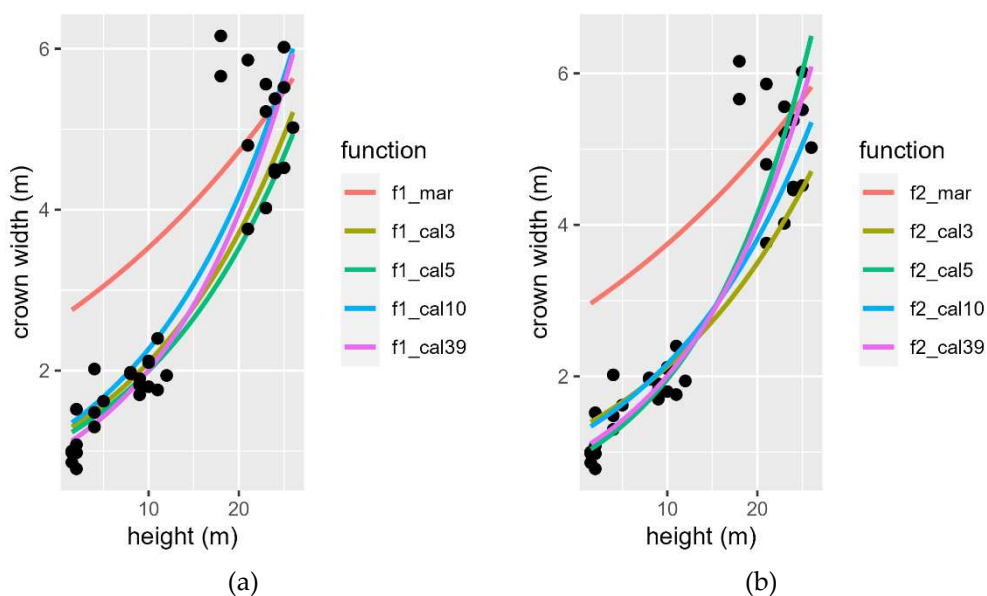 6
4
2
10
20
crown width (m)
height (m)
function
f1_mar
f1_cal3
f1_cal5
f1_cal10
f1_cal39
(a)
6
4
2
10
20
crown width (m)
height (m)
function
f2_mar
f2_cal3
f2_cal5
f2_cal10
f2_cal39
(b)